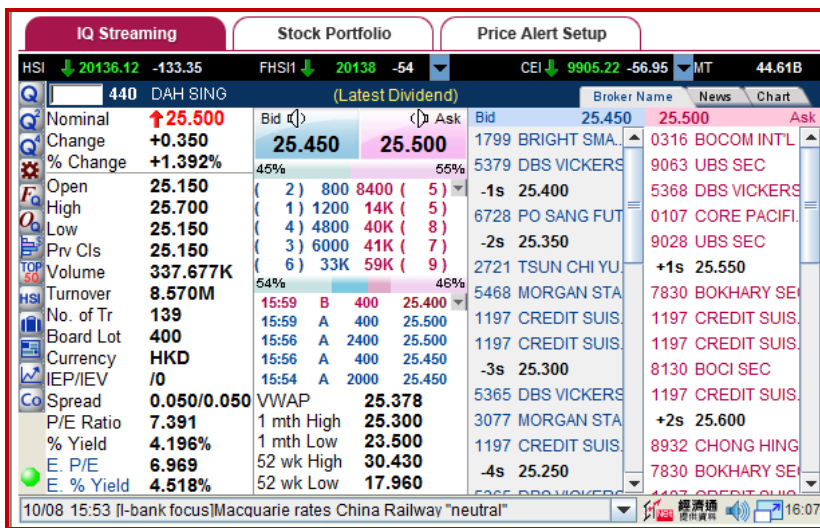 IQ Streaming Stock Portfolio Price Alert Setup
HSI 20136.12 -133.35 FHSI1 20138 -54 CEI 9905.22 -56.95 MT 44.61B
Q 440 DAH SING (Latest Dividend) Broker Name News Chart
Q2 Nominal 25.500
Q4 Change +0.350
% Change +1.392%
FQ Open 25.150
High 25.700
OQ Low 25.150
Prv Cls 25.150
TOP 50 Volume 337.677K
HSI Turnover 8.570M
No. of Tr 139
Board Lot 400
Currency HKD
IEP/IEV /0
Co Spread 0.050/0.050
P/E Ratio 7.391
% Yield 4.196%
E. P/E 6.969
E. % Yield 4.518%
Bid Ask
25.450 25.500
45% 55%
( 2) 800 8400 ( 5)
( 1) 1200 14K ( 5)
( 4) 4800 40K ( 8)
( 3) 6000 41K ( 7)
( 6) 33K 59K ( 9)
54% 46%
15:59 B 400 25.400
15:59 A 400 25.500
15:56 A 2400 25.500
15:56 A 400 25.450
15:54 A 2000 25.450
VWAP 25.378
1 mth High 25.300
1 mth Low 23.500
52 wk High 30.430
52 wk Low 17.960
Bid 25.450 25.500 Ask
1799 BRIGHT SMA.. 0316 BOCOM INT'L
5379 DBS VICKERS 9063 UBS SEC
-1s 25.400 5368 DBS VICKERS
6728 PO SANG FUT 0107 CORE PACIFI.
-2s 25.350 9028 UBS SEC
2721 TSUN CHI YU. +1s 25.550
5468 MORGAN STA 7830 BOKHARY SE
1197 CREDIT SUIS. 1197 CREDIT SUIS.
1197 CREDIT SUIS. 1197 CREDIT SUIS.
-3s 25.300 8130 BOCI SEC
5365 DBS VICKERS 1197 CREDIT SUIS.
3077 MORGAN STA +2s 25.600
1197 CREDIT SUIS. 8932 CHONG HING
-4s 25.250 7830 BOKHARY SE
10/08 15:53 [I-bank focus]Macquarie rates China Railway "neutral" 經濟通 提供資料 16:07